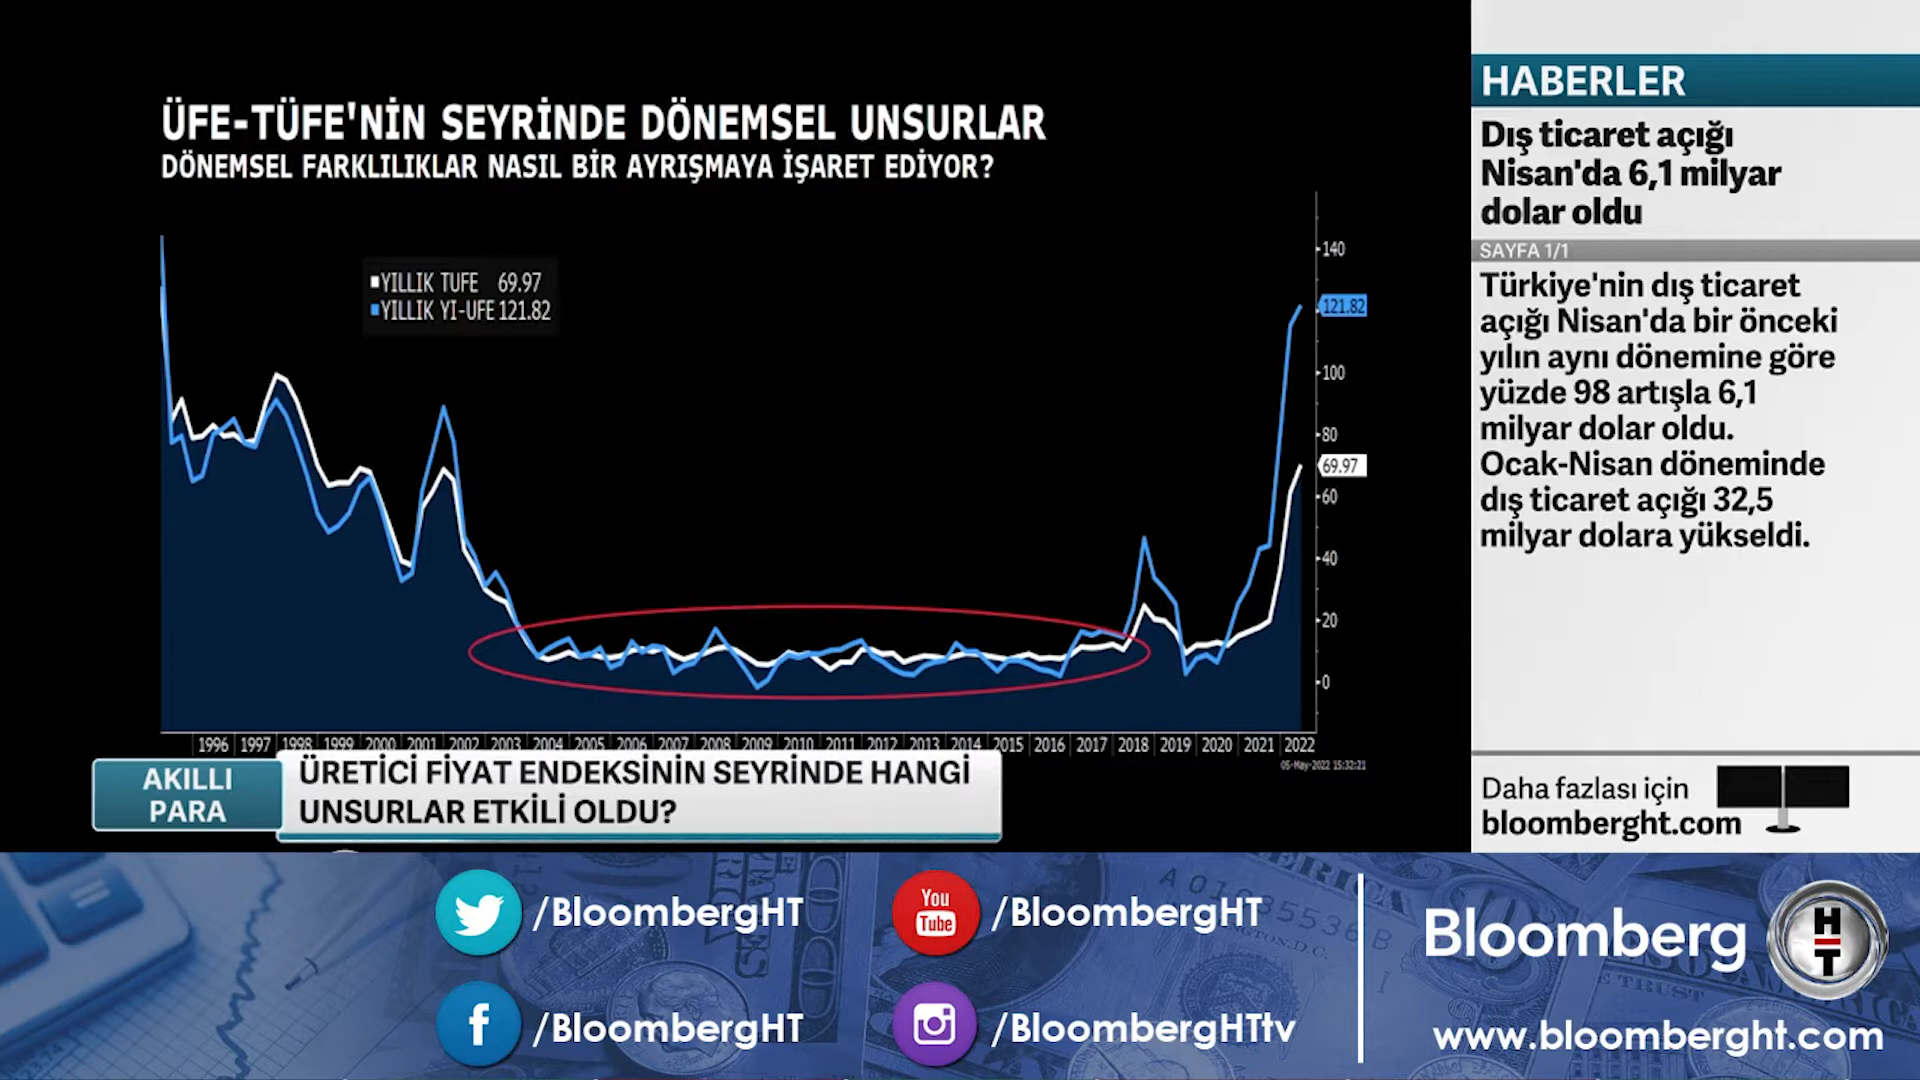 ÜFE-TÜFE'NİN SEYRİNDE DÖNEMSEL UNSURLAR
DÖNEMSEL FARKLILIKLAR NASIL BİR AYRIŞMAYA İŞARET EDİYOR?
YILLIK TUFE 69.97
YILLIK YI-UFE 121.82
140
121.82
100
80
69.97
60
40
20
0
1996 1997 1998 1999 2000 2001 2002 2003 2004 2005 2006 2007 2008 2009 2010 2011 2012 2013 2014 2015 2016 2017 2018 2019 2020 2021 2022
05-May-2022 15:32:21
AKILLI
PARA
ÜRETİCİ FİYAT ENDEKSİNİN SEYRİNDE HANGİ
UNSURLAR ETKİLİ OLDU?
HABERLER
Dış ticaret açığı
Nisan'da 6,1 milyar
dolar oldu
SAYFA 1/1
Türkiye'nin dış ticaret
açığı Nisan'da bir önceki
yılın aynı dönemine göre
yüzde 98 artışla 6,1
milyar dolar oldu.
Ocak-Nisan döneminde
dış ticaret açığı 32,5
milyar dolara yükseldi.
Daha fazlası için
bloomberght.com
/BloombergHT
You
Tube
/BloombergHT
/BloombergHT
/BloombergHTtv
Bloomberg
HT
www.bloomberght.com